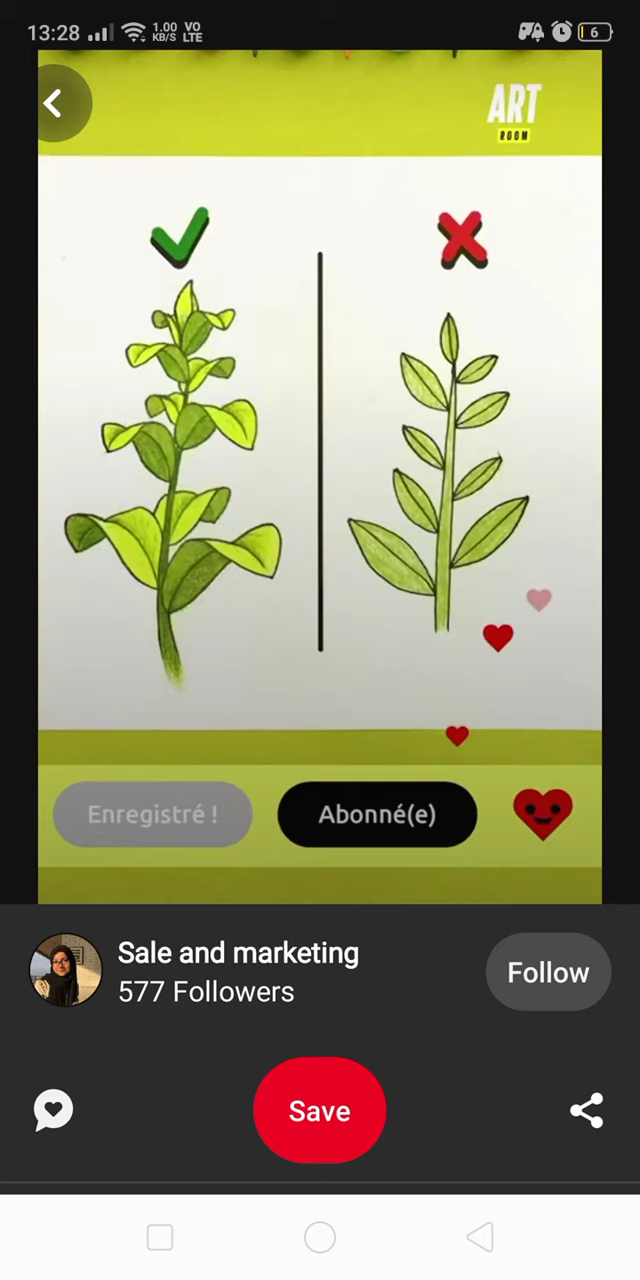 13:28
1.00
KB/S
VO
LTE
6
ART
ROOM
Enregistré !
Abonné(e)
Sale and marketing
577 Followers
Follow
Save